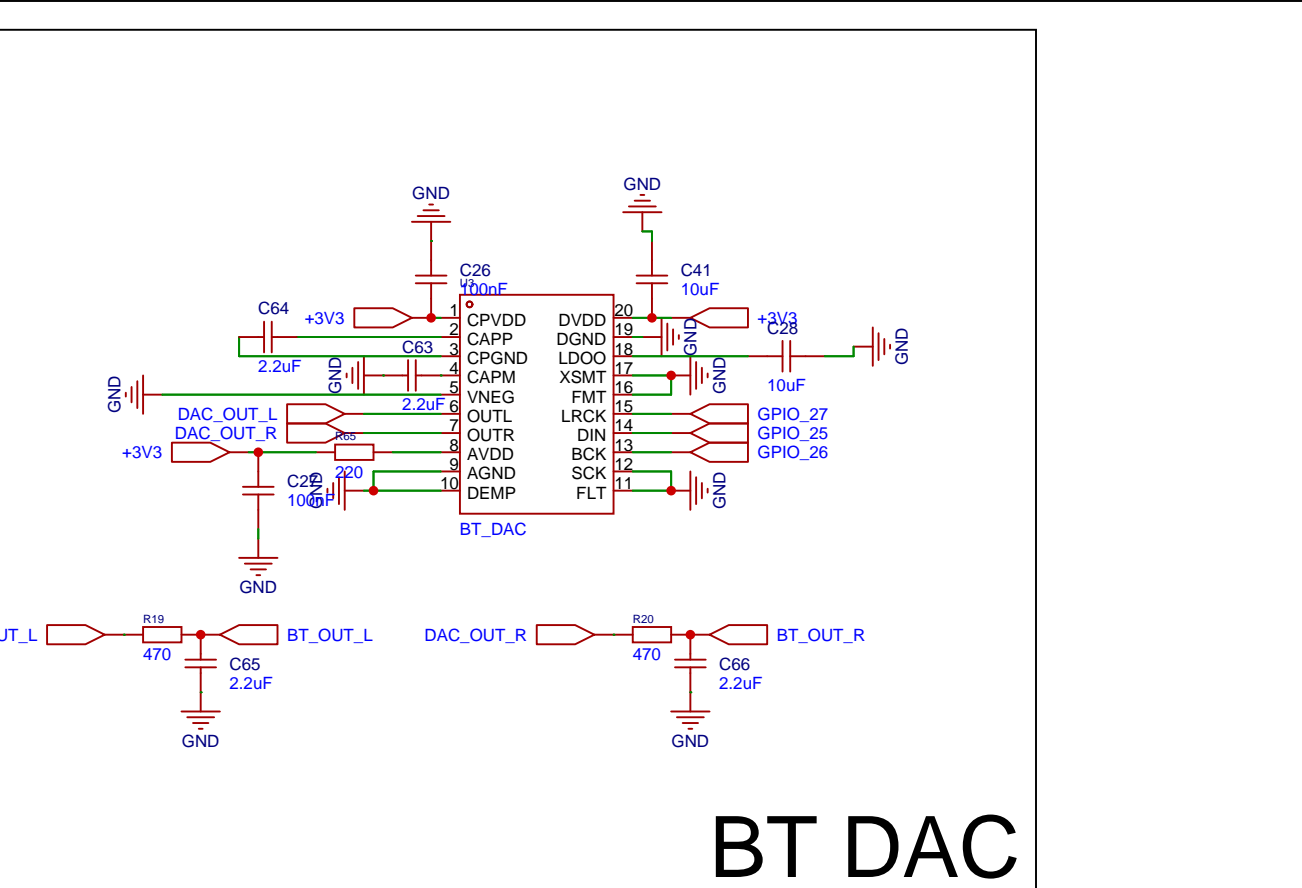 GND
GND
C26
U3
100nF
C41
10uF
C64
+3V3
1
CPVDD
DVDD
20
+3V3
2
CAPP
DGND
19
GND
C28
GND
2.2uF
C63
3
CPGND
LDOO
18
GND
4
CAPM
XSMT
17
GND
10uF
GND
2.2uF
5
VNEG
FMT
16
DAC_OUT_L
6
OUTL
LRCK
15
GPIO_27
DAC_OUT_R
R65
7
OUTR
DIN
14
GPIO_25
+3V3
220
8
AVDD
BCK
13
GPIO_26
C27
100nF
GND
9
AGND
SCK
12
GND
10
DEMP
FLT
11
BT_DAC
GND
UT_L
R19
470
BT_OUT_L
C65
2.2uF
GND
DAC_OUT_R
R20
470
BT_OUT_R
C66
2.2uF
GND
BT DAC